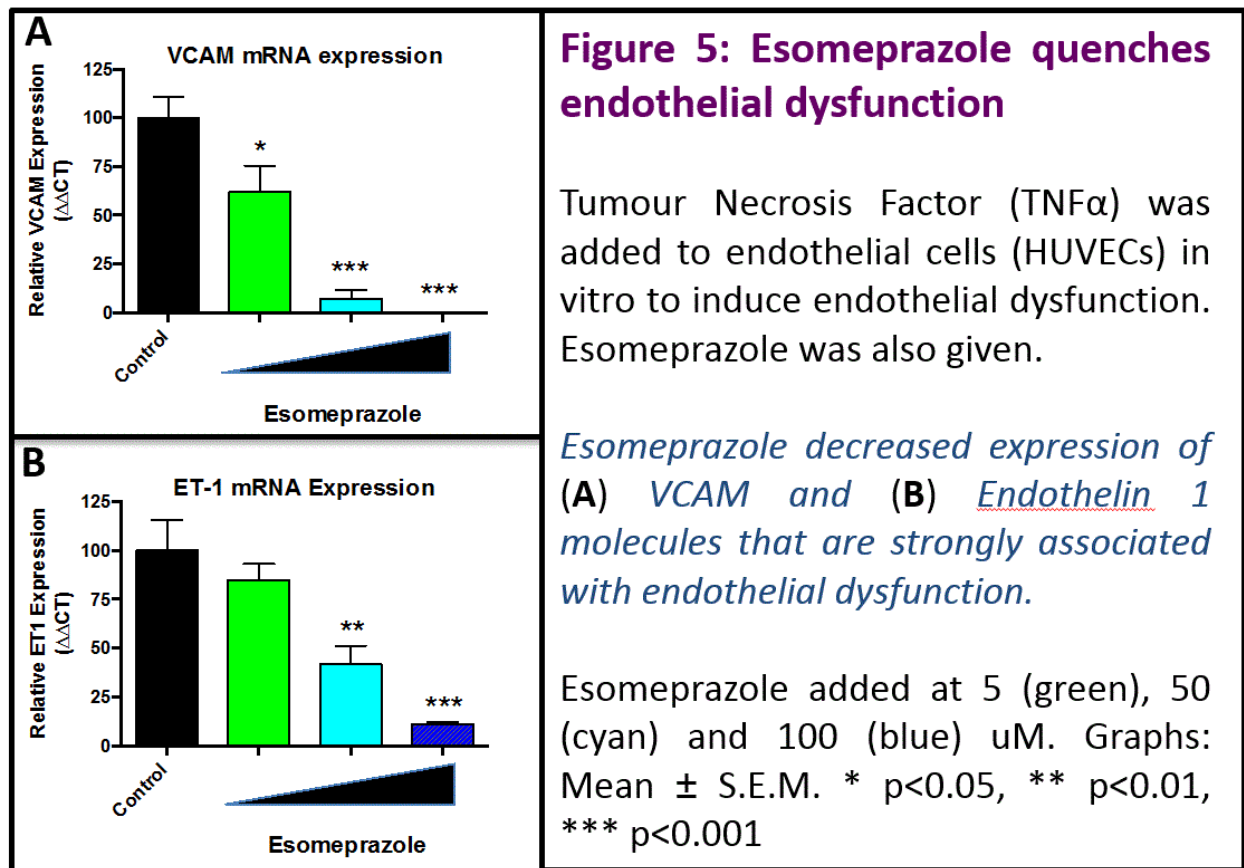 A
VCAM mRNA expression
Relative VCAM Expression
(ΔΔCT)
125
100
75
50
25
0
*
***
***
Control
Esomeprazole
B
ET-1 mRNA Expression
Relative ET1 Expression
(ΔΔCT)
125
100
75
50
25
0
**
***
Control
Esomeprazole
Figure 5: Esomeprazole quenches
endothelial dysfunction
Tumour Necrosis Factor (TNFα) was
added to endothelial cells (HUVECs) in
vitro to induce endothelial dysfunction.
Esomeprazole was also given.
Esomeprazole decreased expression of
(A) VCAM and (B) Endothelin 1
molecules that are strongly associated
with endothelial dysfunction.
Esomeprazole added at 5 (green), 50
(cyan) and 100 (blue) uM. Graphs:
Mean ± S.E.M. * p<0.05, ** p<0.01,
*** p<0.001